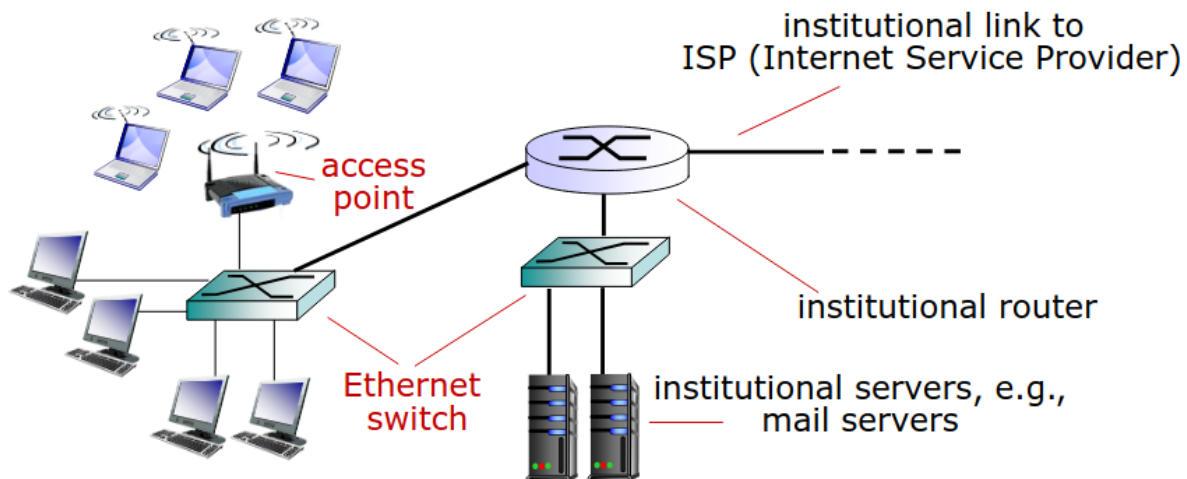 institutional link to
ISP (Internet Service Provider)
access
point
institutional router
Ethernet
switch
institutional servers, e.g.,
mail servers